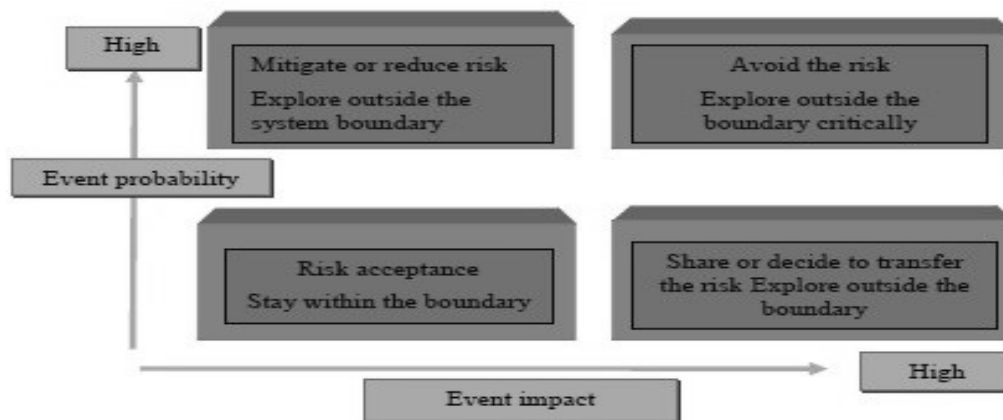 High
Mitigate or reduce risk
Explore outside the
system boundary
Avoid the risk
Explore outside the
boundary critically
Event probability
Risk acceptance
Stay within the boundary
Share or decide to transfer
the risk Explore outside the
boundary
High
Event impact